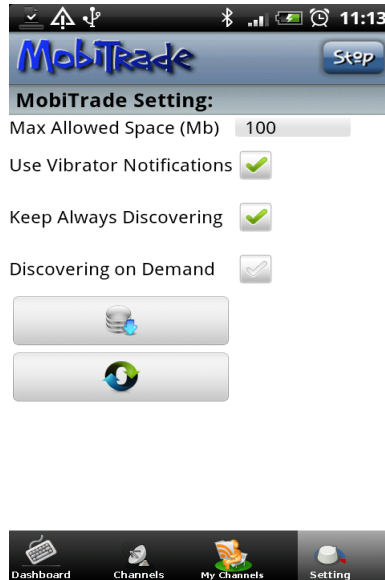 11:13
MobiTrade
Stop
MobiTrade Setting:
Max Allowed Space (Mb) 100
Use Vibrator Notifications
Keep Always Discovering
Discovering on Demand
Dashboard Channels My Channels Setting